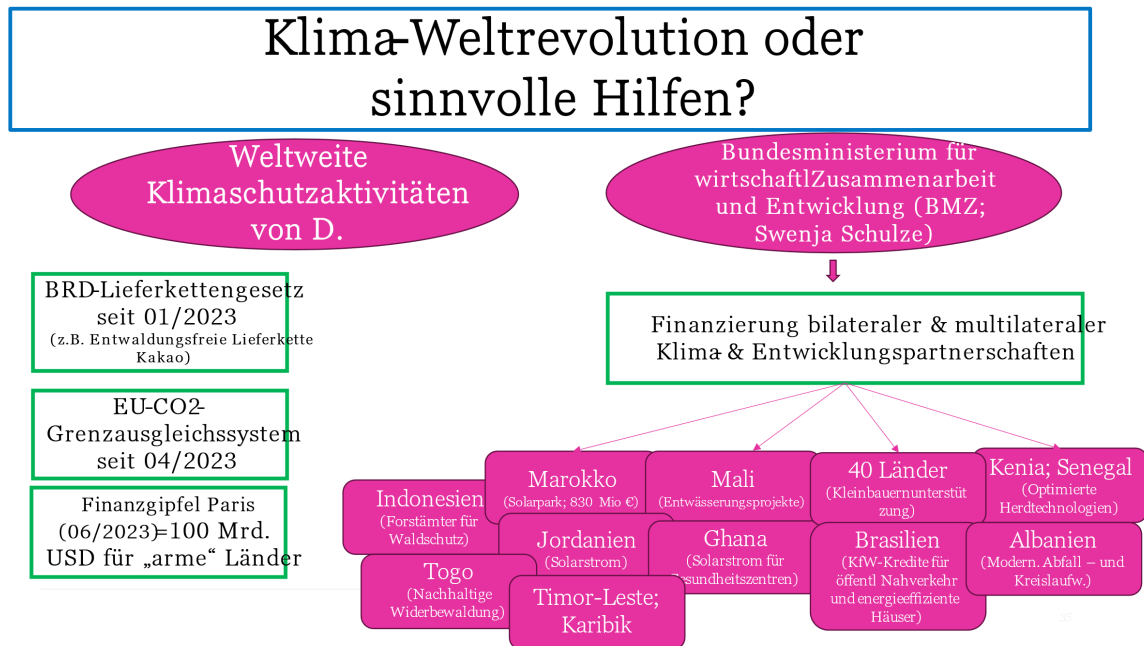 Klima-Weltrevolution oder
sinnvolle Hilfen?
Weltweite
Klimaschutzaktivitäten
von D.
Bundesministerium für
wirtschaftlZusammenarbeit
und Entwicklung (BMZ;
Swenja Schulze)
BRD-Lieferkettengesetz
seit 01/2023
(z.B. Entwaldungsfreie Lieferkette
Kakao)
EU-CO2-
Grenzausgleichssystem
seit 04/2023
Finanzgipfel Paris
(06/2023)=100 Mrd.
USD für „arme“ Länder
Finanzierung bilateraler & multilateraler
Klima- & Entwicklungspartnerschaften
Indonesien
(Forstämter für
Waldschutz)
Marokko
(Solarpark; 830 Mio €)
Mali
(Entwässerungsprojekte)
40 Länder
(Kleinbauernunterstüt
zung)
Kenia; Senegal
(Optimierte
Herdtechnologien)
Togo
(Nachhaltige
Widerbewaldung)
Jordanien
(Solarstrom)
Timor-Leste;
Karibik
Ghana
(Solarstrom für
Gesundheitszentren)
Brasilien
(KfW-Kredite für
öffentl Nahverkehr
und energieeffiziente
Häuser)
Albanien
(Modern. Abfall – und
Kreislaufw.)
35